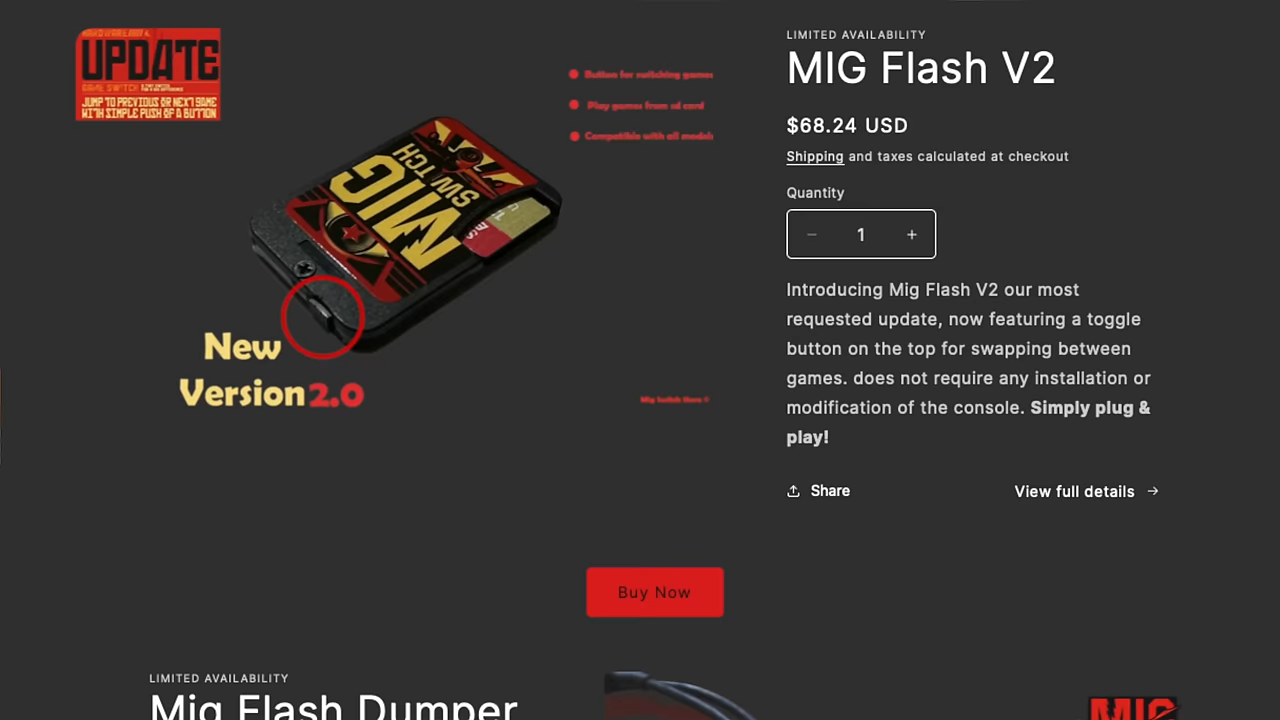 UPDATE
JUMP TO PREVIOUS OR NEXT GAME
WITH SIMPLE PUSH OF A BUTTON
Button for switching games
Play games from sd card
Compatible with all models
MIG
SWITCH
New
Version 2.0
LIMITED AVAILABILITY
MIG Flash V2
$68.24 USD
Shipping and taxes calculated at checkout
Quantity
− 1 +
Introducing Mig Flash V2 our most
requested update, now featuring a toggle
button on the top for swapping between
games. does not require any installation or
modification of the console. Simply plug &
play!
Share
View full details →
Buy Now
LIMITED AVAILABILITY
Mig Flash Dumper
MIG